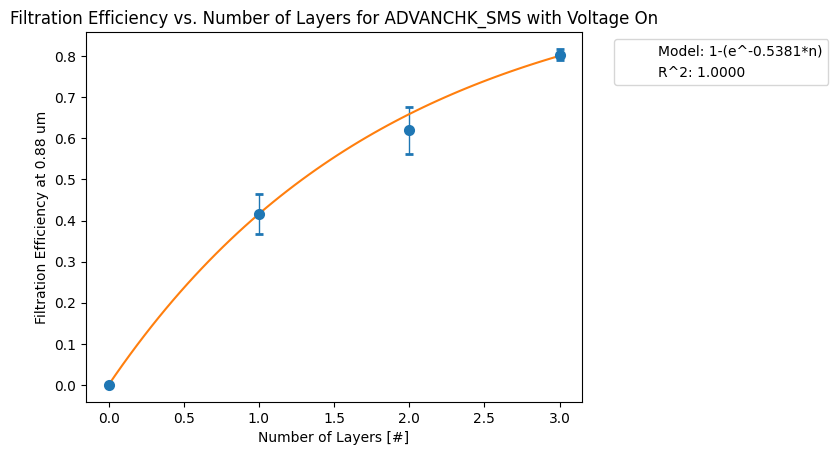 Filtration Efficiency vs. Number of Layers for ADVANCHK_SMS with Voltage On
Model: 1-(e^-0.5381*n)
R^2: 1.0000
Filtration Efficiency at 0.88 um
0.8
0.7
0.6
0.5
0.4
0.3
0.2
0.1
0.0
0.0 0.5 1.0 1.5 2.0 2.5 3.0
Number of Layers [#]